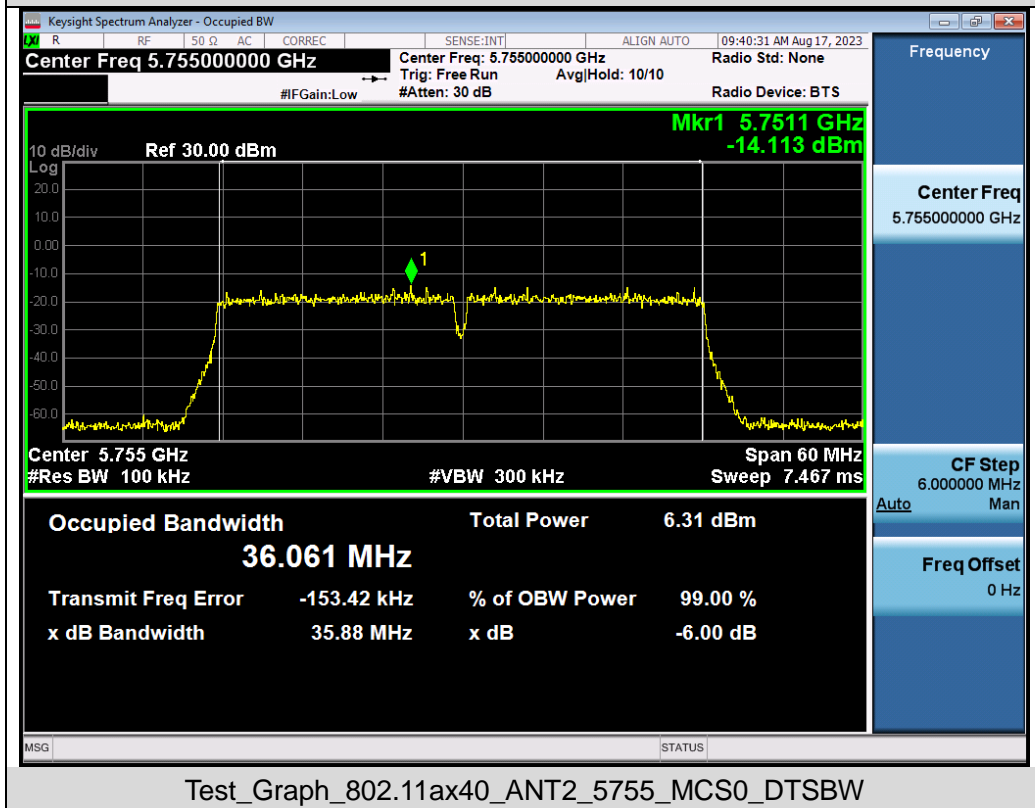 Keysight Spectrum Analyzer - Occupied BW
LXI R RF 50 Ω AC CORREC SENSE:INT ALIGN AUTO 09:40:31 AM Aug 17, 2023
Center Freq 5.755000000 GHz
Center Freq: 5.755000000 GHz
Radio Std: None
Trig: Free Run Avg|Hold: 10/10
#IFGain:Low
#Atten: 30 dB
Radio Device: BTS
Frequency
Mkr1 5.7511 GHz
-14.113 dBm
10 dB/div Ref 30.00 dBm
Log
20.0
10.0
0.00
-10.0
-20.0
-30.0
-40.0
-50.0
-60.0
1
Center 5.755 GHz Span 60 MHz
#Res BW 100 kHz #VBW 300 kHz Sweep 7.467 ms
Center Freq
5.755000000 GHz
CF Step
6.000000 MHz
Auto Man
Freq Offset
0 Hz
Occupied Bandwidth Total Power 6.31 dBm
36.061 MHz
Transmit Freq Error -153.42 kHz % of OBW Power 99.00 %
x dB Bandwidth 35.88 MHz x dB -6.00 dB
MSG STATUS
Test_Graph_802.11ax40_ANT2_5755_MCS0_DTSBW